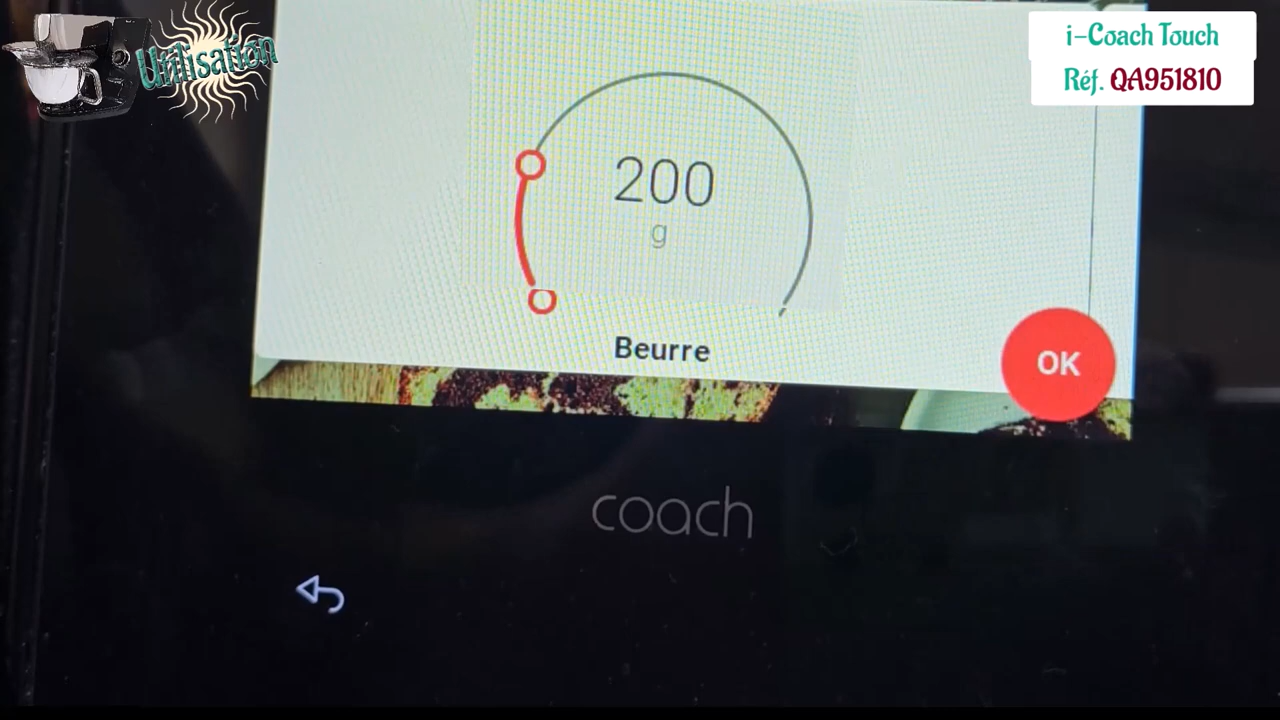 Utilisation
i-Coach Touch
Réf. QA951810
200
g
Beurre
OK
coach